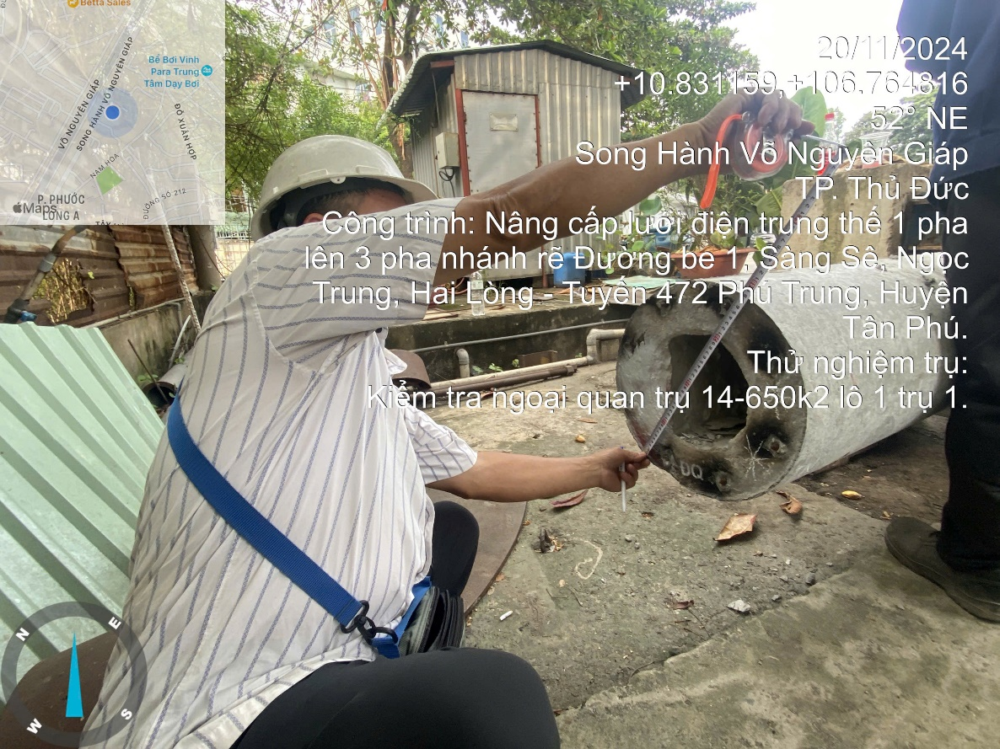 Betta Sales
VÕ NGUYÊN GIÁP
SONG HÀNH VÕ NGUYÊN GIÁP
Bể Bơi Vinh
Para Trung
Tâm Dạy Bơi
ĐỖ XUÂN HỢP
NAM HÒA
ĐƯỜNG SỐ 212
P. PHƯỚC
LONG A
Maps
20/11/2024
+10.831159,+106.764816
52° NE
Song Hành Võ Nguyên Giáp
TP. Thủ Đức
Công trình: Nâng cấp lưới điện trung thế 1 pha
lên 3 pha nhánh rẽ Đường be 1, Sàng Sê, Ngọc
Trung, Hai Lòng - Tuyến 472 Phú Trung, Huyện
Tân Phú.
Thử nghiệm trụ:
Kiểm tra ngoại quan trụ 14-650k2 lô 1 trụ 1.
DQ
N
E
W
S